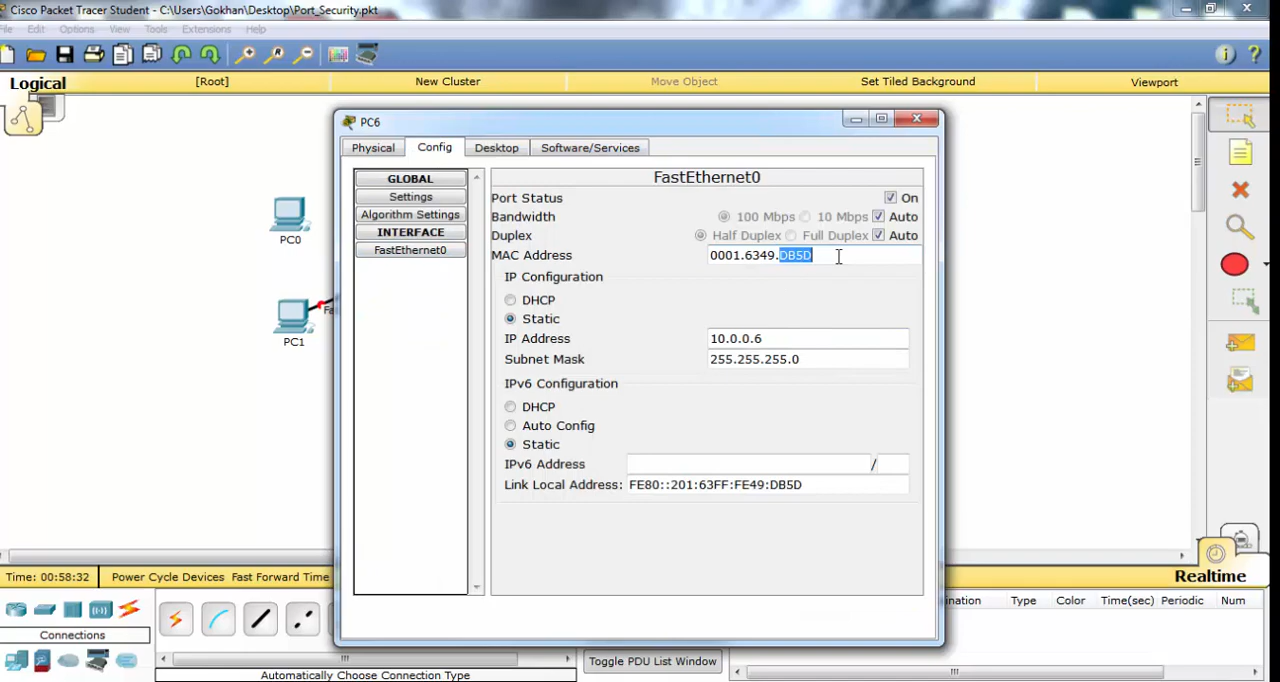 Cisco Packet Tracer Student - C:\Users\Gokhan\Desktop\Port_Security.pkt
File Edit Options View Tools Extensions Help
Logical [Root] New Cluster Move Object Set Tiled Background Viewport
PC6
Physical Config Desktop Software/Services
GLOBAL
Settings
Algorithm Settings
INTERFACE
FastEthernet0
FastEthernet0
Port Status On
Bandwidth 100 Mbps 10 Mbps Auto
Duplex Half Duplex Full Duplex Auto
MAC Address 0001.6349.DB5D
IP Configuration
DHCP
Static
IP Address 10.0.0.6
Subnet Mask 255.255.255.0
IPv6 Configuration
DHCP
Auto Config
Static
IPv6 Address /
Link Local Address: FE80::201:63FF:FE49:DB5D
PC0
Fa
PC1
Time: 00:58:32 Power Cycle Devices Fast Forward Time
Realtime
Connections
Automatically Choose Connection Type
Toggle PDU List Window
ination Type Color Time(sec) Periodic Num